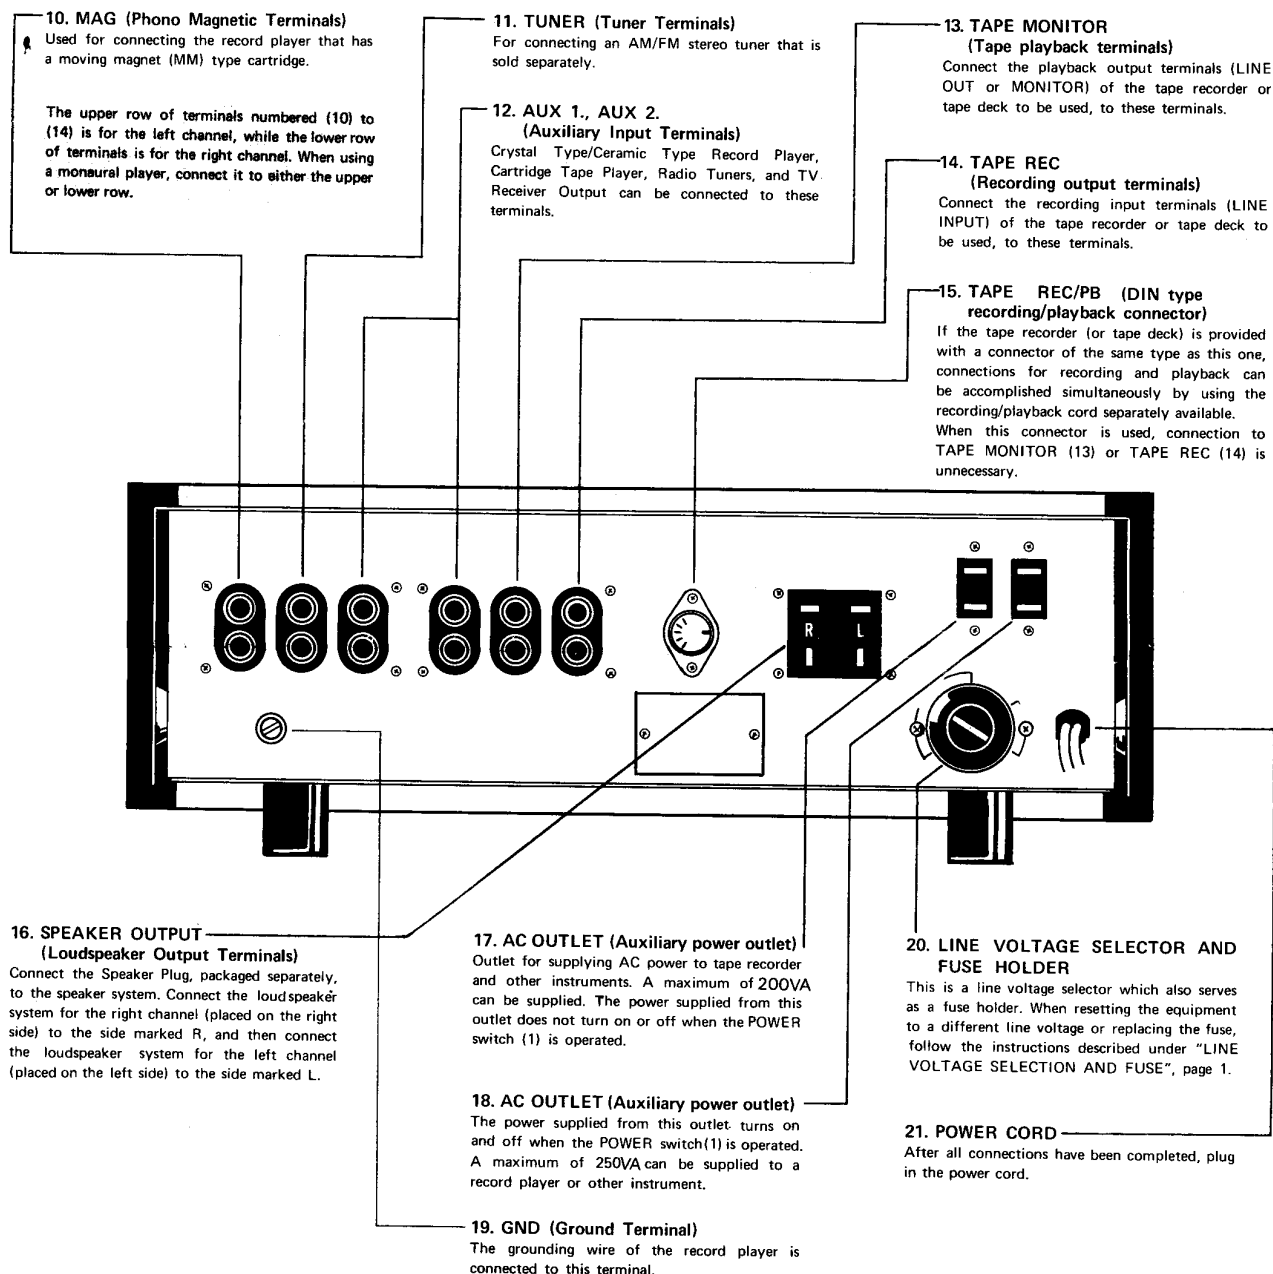 10. MAG (Phono Magnetic Terminals)
Used for connecting the record player that has
a moving magnet (MM) type cartridge.
The upper row of terminals numbered (10) to
(14) is for the left channel, while the lower row
of terminals is for the right channel. When using
a monaural player, connect it to either the upper
or lower row.
11. TUNER (Tuner Terminals)
For connecting an AM/FM stereo tuner that is
sold separately.
12. AUX 1., AUX 2.
(Auxiliary Input Terminals)
Crystal Type/Ceramic Type Record Player,
Cartridge Tape Player, Radio Tuners, and TV
Receiver Output can be connected to these
terminals.
13. TAPE MONITOR
(Tape playback terminals)
Connect the playback output terminals (LINE
OUT or MONITOR) of the tape recorder or
tape deck to be used, to these terminals.
14. TAPE REC
(Recording output terminals)
Connect the recording input terminals (LINE
INPUT) of the tape recorder or tape deck to
be used, to these terminals.
15. TAPE REC/PB (DIN type
recording/playback connector)
If the tape recorder (or tape deck) is provided
with a connector of the same type as this one,
connections for recording and playback can
be accomplished simultaneously by using the
recording/playback cord separately available.
When this connector is used, connection to
TAPE MONITOR (13) or TAPE REC (14) is
unnecessary.
R L
16. SPEAKER OUTPUT
(Loudspeaker Output Terminals)
Connect the Speaker Plug, packaged separately,
to the speaker system. Connect the loudspeaker
system for the right channel (placed on the right
side) to the side marked R, and then connect
the loudspeaker system for the left channel
(placed on the left side) to the side marked L.
17. AC OUTLET (Auxiliary power outlet)
Outlet for supplying AC power to tape recorder
and other instruments. A maximum of 200VA
can be supplied. The power supplied from this
outlet does not turn on or off when the POWER
switch (1) is operated.
18. AC OUTLET (Auxiliary power outlet)
The power supplied from this outlet turns on
and off when the POWER switch(1) is operated.
A maximum of 250VA can be supplied to a
record player or other instrument.
19. GND (Ground Terminal)
The grounding wire of the record player is
connected to this terminal.
20. LINE VOLTAGE SELECTOR AND
FUSE HOLDER
This is a line voltage selector which also serves
as a fuse holder. When resetting the equipment
to a different line voltage or replacing the fuse,
follow the instructions described under "LINE
VOLTAGE SELECTION AND FUSE", page 1.
21. POWER CORD
After all connections have been completed, plug
in the power cord.